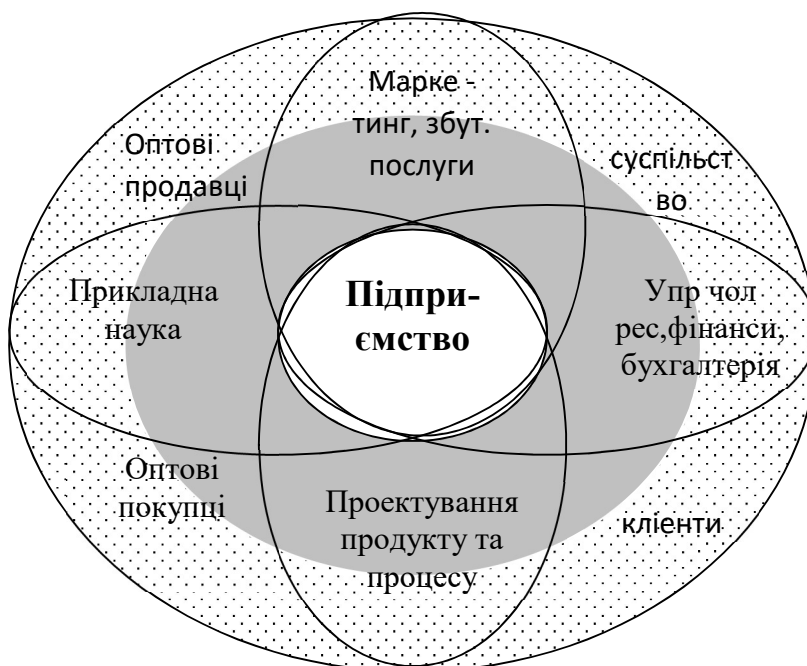 Марке -
тинг, збут.
послуги
Оптові
продавці
суспільст
во
Прикладна
наука
Підпри-
ємство
Упр чол
рес,фінанси,
бухгалтерія
Оптові
покупці
Проектування
продукту та
процесу
кліенти